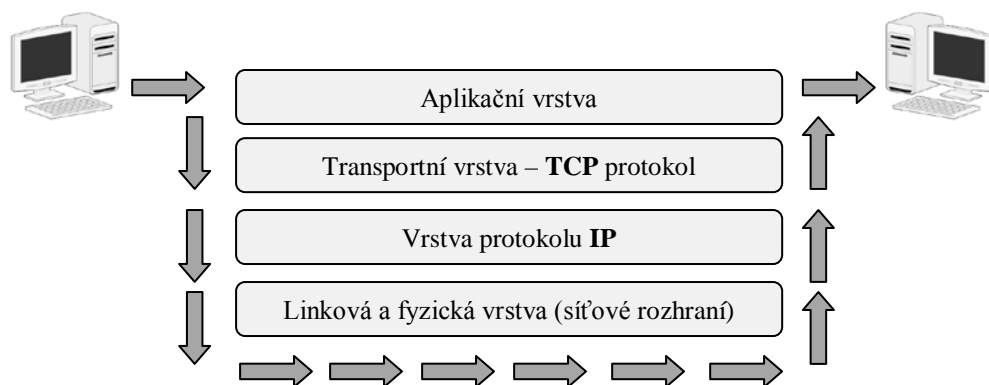 Aplikační vrstva
Transportní vrstva – TCP protokol
Vrstva protokolu IP
Linková a fyzická vrstva (síťové rozhraní)